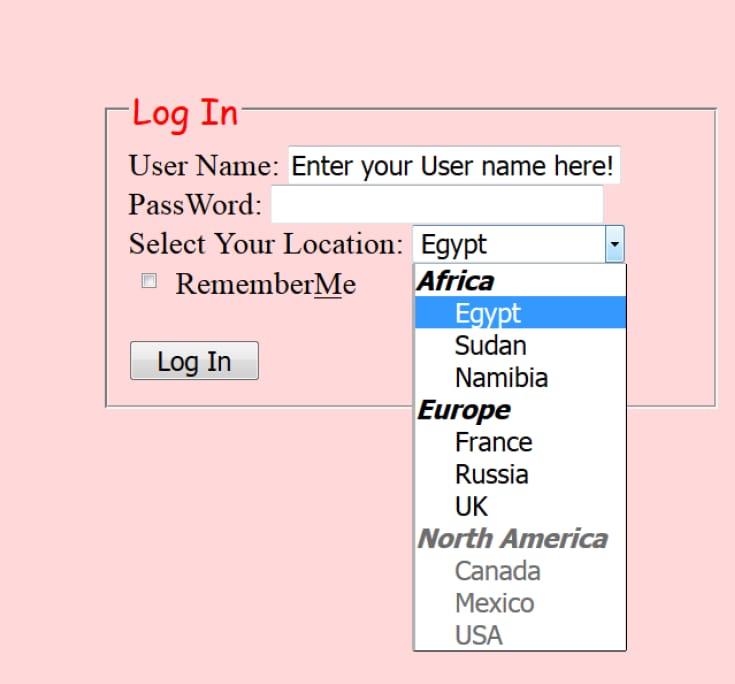 Log In
User Name: Enter your User name here!
PassWord:
Select Your Location: Egypt
RememberMe
Africa
Egypt
Sudan
Namibia
Europe
France
Russia
UK
North America
Canada
Mexico
USA
Log In